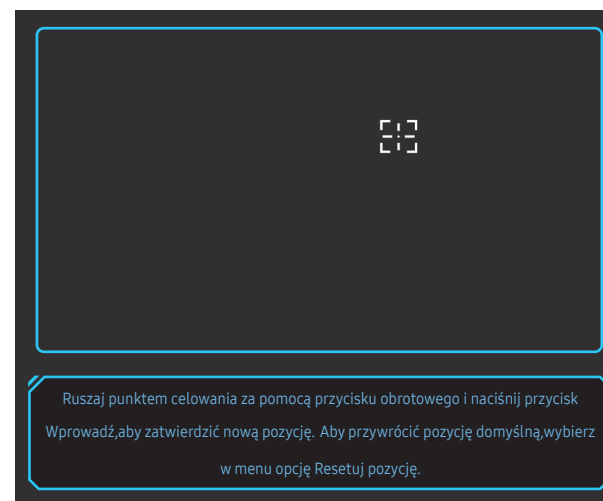 Ruszaj punktem celowania za pomocą przycisku obrotowego i naciśnij przycisk
Wprowadź,aby zatwierdzić nową pozycję. Aby przywrócić pozycję domyślną,wybierz
w menu opcję Resetuj pozycję.